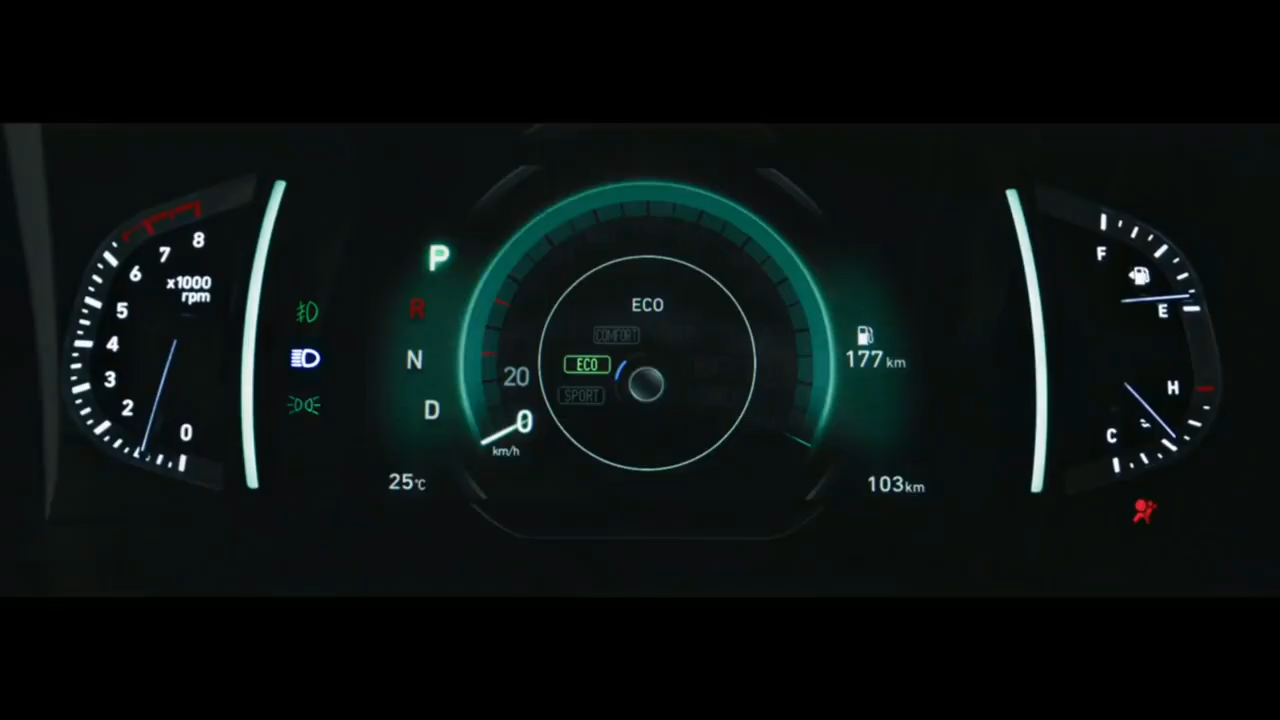 8
7
6
x1000
rpm
5
4
3
2
0
P
R
N
D
25℃
20
0
km/h
ECO
COMFORT
ECO
SPORT
177 km
103km
F
E
H
C